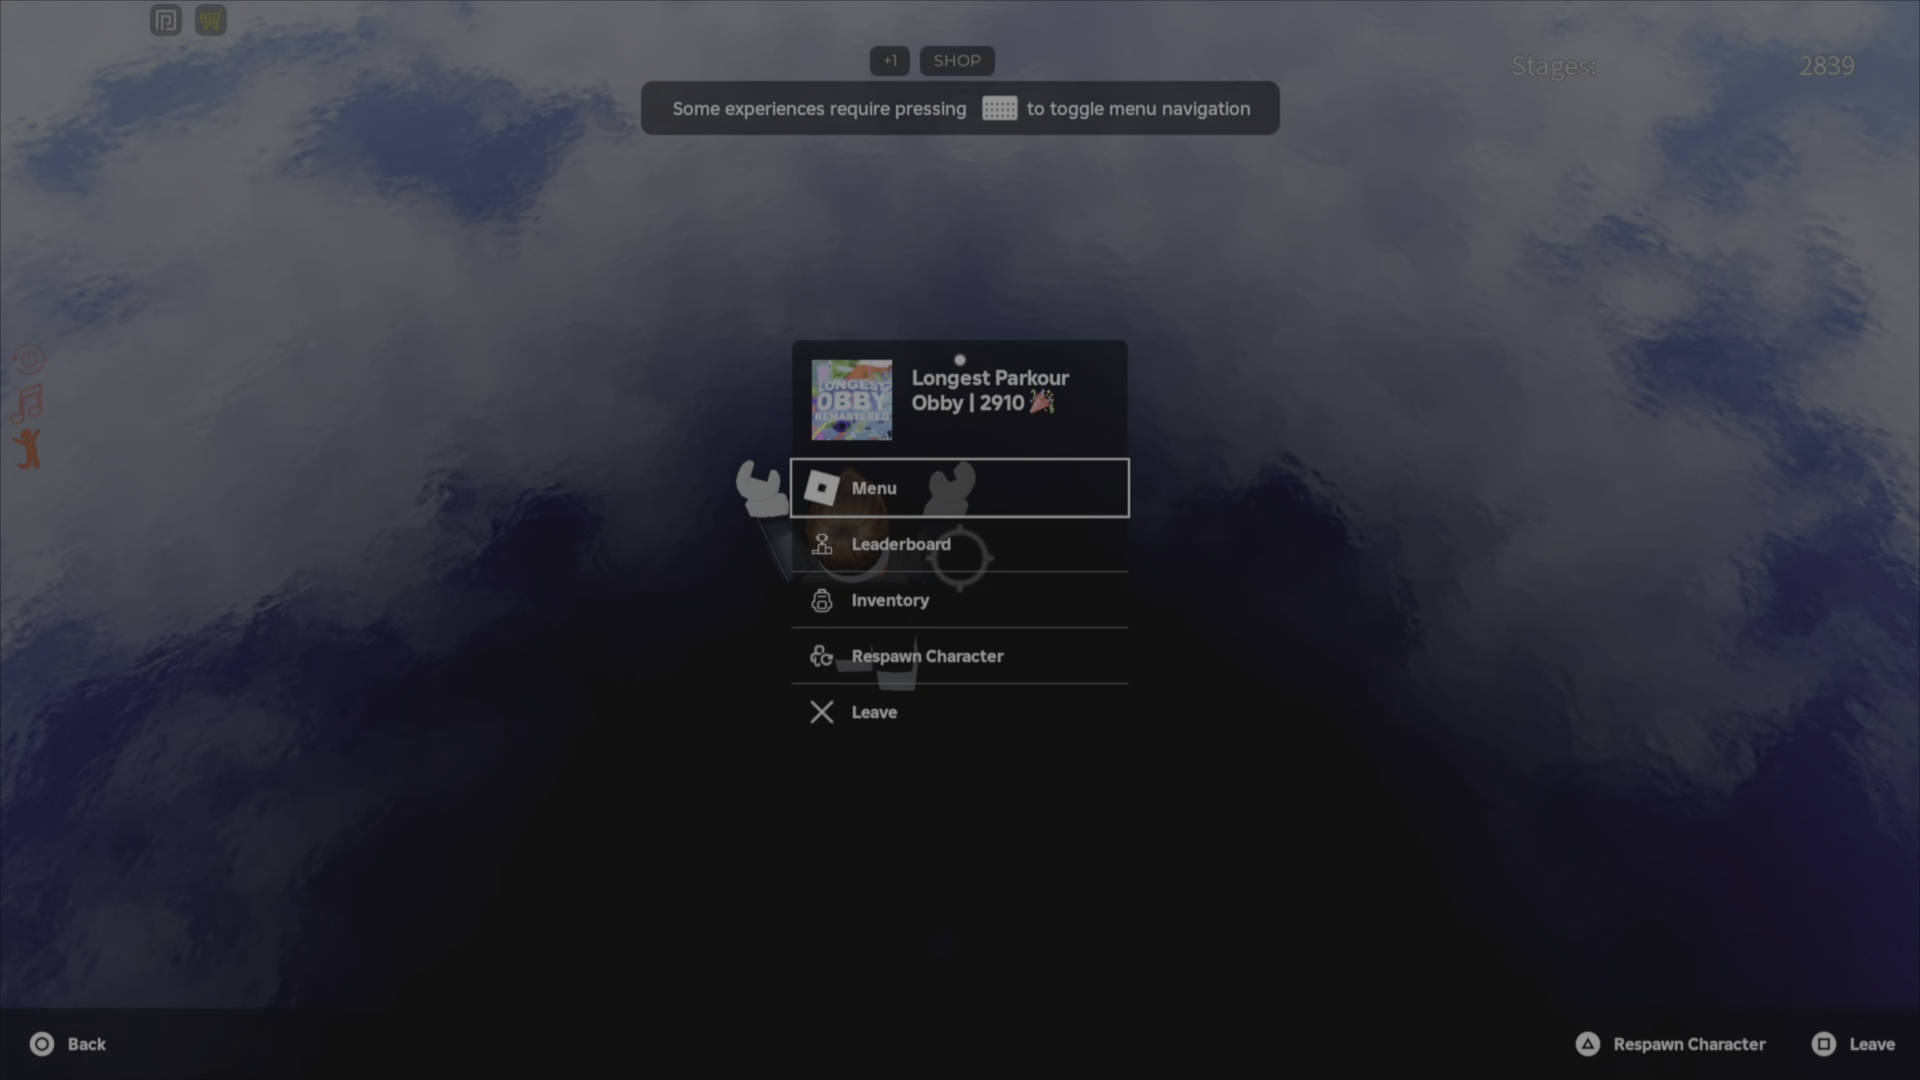 +1 SHOP
Stages: 2839
Some experiences require pressing to toggle menu navigation
LONGEST
OBBY
REMASTERED
Longest Parkour
Obby | 2910 🎉
Menu
Leaderboard
Inventory
Respawn Character
Leave
Back
Respawn Character
Leave